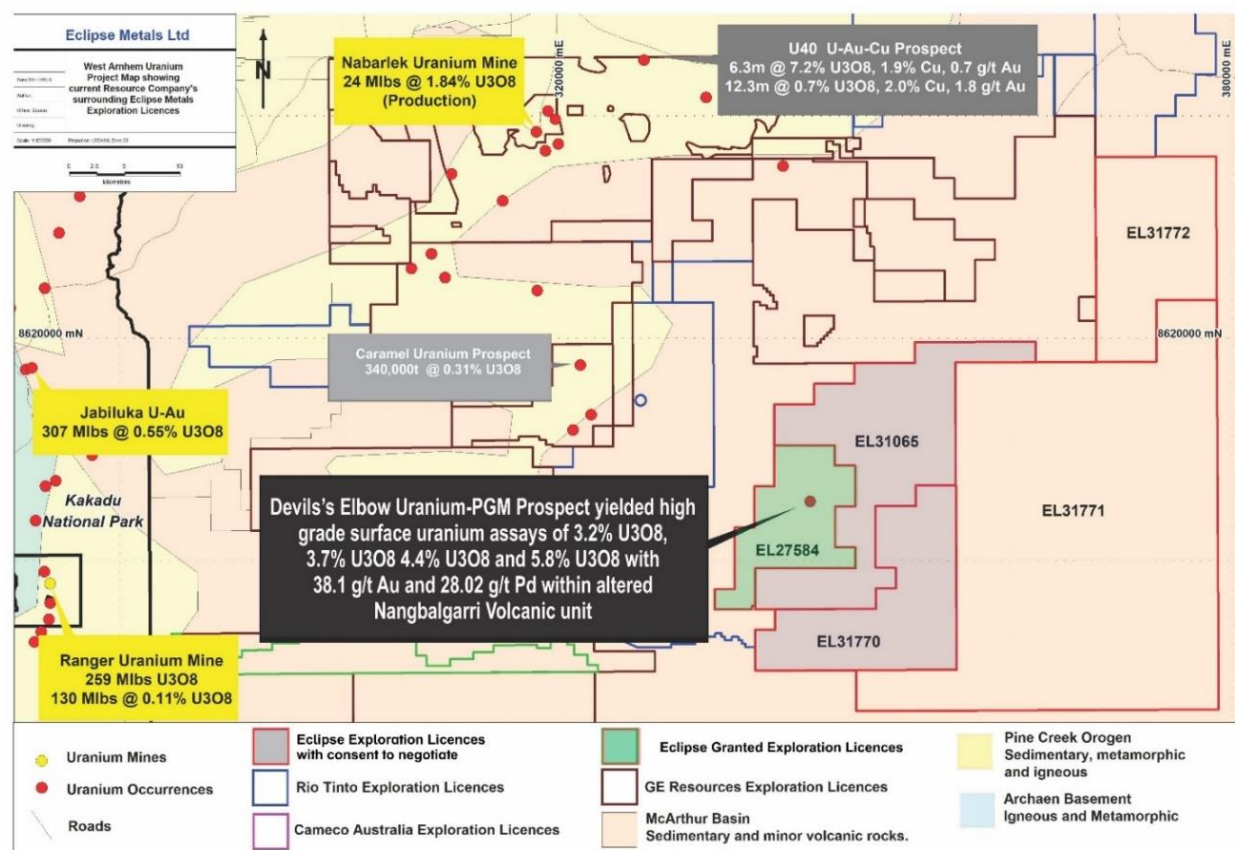 Eclipse Metals Ltd
West Arnhem Uranium
Project Map showing
current Resource Company's
surrounding Eclipse Metals
Exploration Licences
N
0 2.5 5 10
kilometres
Nabarlek Uranium Mine
24 Mlbs @ 1.84% U3O8
(Production)
320000 mE
U40 U-Au-Cu Prospect
6.3m @ 7.2% U3O8, 1.9% Cu, 0.7 g/t Au
12.3m @ 0.7% U3O8, 2.0% Cu, 1.8 g/t Au
380000 mE
EL31772
8620000 mN
8620000 mN
Caramel Uranium Prospect
340,000t @ 0.31% U3O8
Jabiluka U-Au
307 Mlbs @ 0.55% U3O8
EL31065
Kakadu
National Park
Devils's Elbow Uranium-PGM Prospect yielded high
grade surface uranium assays of 3.2% U3O8,
3.7% U3O8 4.4% U3O8 and 5.8% U3O8 with
38.1 g/t Au and 28.02 g/t Pd within altered
Nangbalgarri Volcanic unit
EL31771
EL27584
EL31770
Ranger Uranium Mine
259 Mlbs U3O8
130 Mlbs @ 0.11% U3O8
Uranium Mines
Uranium Occurrences
Roads
Eclipse Exploration Licences
with consent to negotiate
Rio Tinto Exploration Licences
Cameco Australia Exploration Licences
Eclipse Granted Exploration Licences
GE Resources Exploration Licences
McArthur Basin
Sedimentary and minor volcanic rocks.
Pine Creek Orogen
Sedimentary, metamorphic
and igneous
Archaen Basement
Igneous and Metamorphic